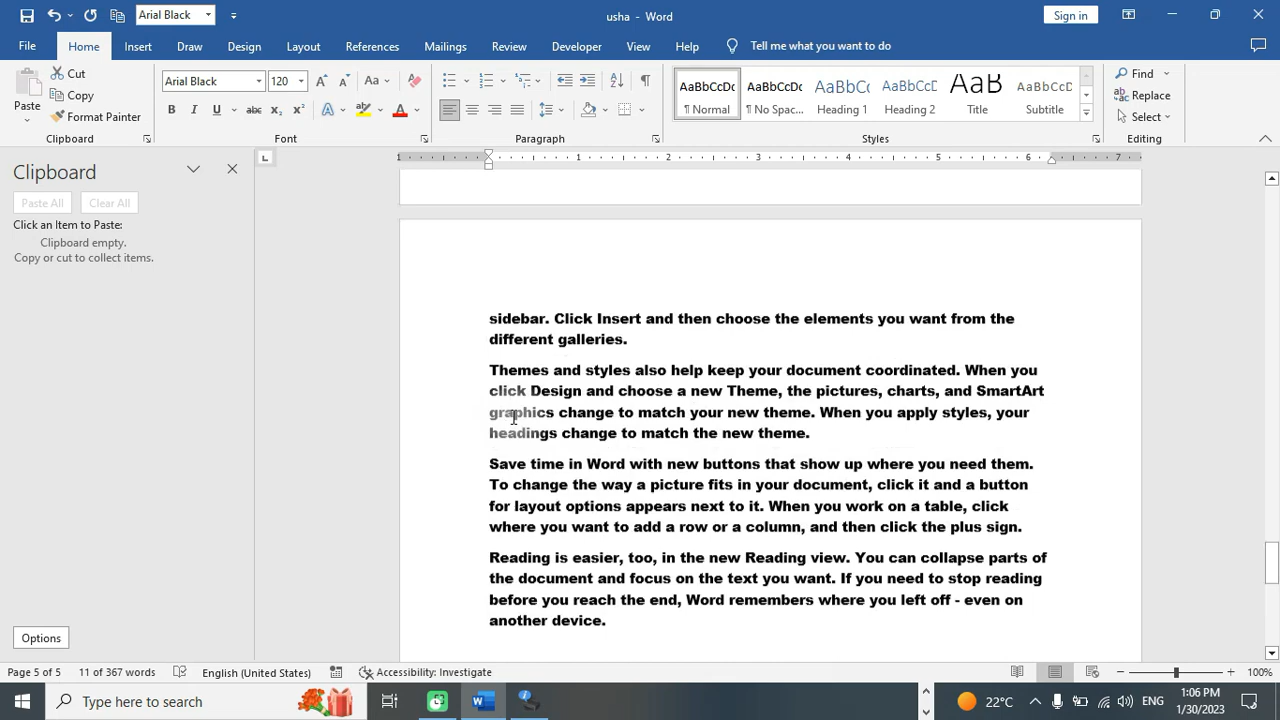 Arial Black
usha - Word
Sign in
File Home Insert Draw Design Layout References Mailings Review Developer View Help Tell me what you want to do
Paste
Cut
Copy
Format Painter
Clipboard
Arial Black 120
Font
Paragraph
AaBbCcDc AaBbCcDc AaBbCc AaBbCcD AaB AaBbCcD
¶ Normal ¶ No Spac... Heading 1 Heading 2 Title Subtitle
Styles
Find
Replace
Select
Editing
Clipboard
Paste All Clear All
Click an Item to Paste:
Clipboard empty.
Copy or cut to collect items.
Options
1 1 2 3 4 5 6 7
sidebar. Click Insert and then choose the elements you want from the
different galleries.
Themes and styles also help keep your document coordinated. When you
click Design and choose a new Theme, the pictures, charts, and SmartArt
graphics change to match your new theme. When you apply styles, your
headings change to match the new theme.
Save time in Word with new buttons that show up where you need them.
To change the way a picture fits in your document, click it and a button
for layout options appears next to it. When you work on a table, click
where you want to add a row or a column, and then click the plus sign.
Reading is easier, too, in the new Reading view. You can collapse parts of
the document and focus on the text you want. If you need to stop reading
before you reach the end, Word remembers where you left off - even on
another device.
Page 5 of 5 11 of 367 words English (United States) Accessibility: Investigate 100%
Type here to search
22°C ENG
1:06 PM
1/30/2023